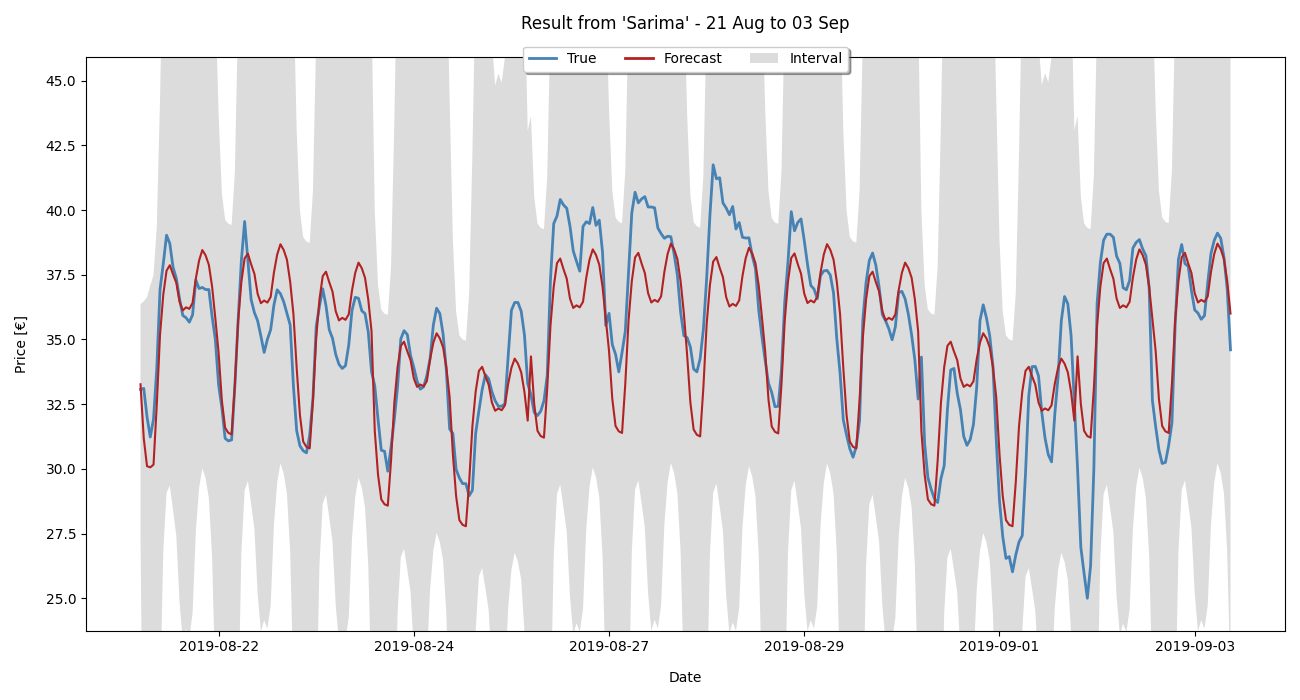 Result from 'Sarima' - 21 Aug to 03 Sep
True Forecast Interval
Price [€]
45.0
42.5
40.0
37.5
35.0
32.5
30.0
27.5
25.0
2019-08-22 2019-08-24 2019-08-27 2019-08-29 2019-09-01 2019-09-03
Date